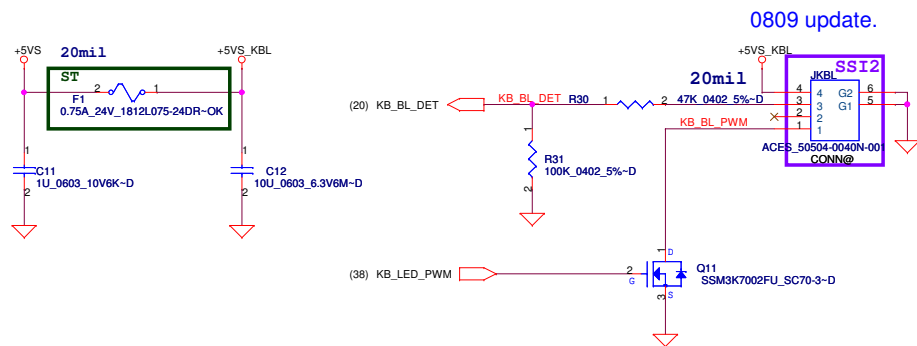 0809 update.
+5VS
20mil
+5VS_KBL
ST
2
1
F1
0.75A_24V_1812L075-24DR~OK
1
C11
1U_0603_10V6K~D
2
1
C12
10U_0603_6.3V6M~D
2
+5VS_KBL
SSI2
20mil
JKBL
(20) KB_BL_DET
KB_BL_DET
R30
1
2
47K_0402_5%~D
4
3
2
1
4
3
2
1
G2
G1
6
5
KB_BL_PWM
ACES_50504-0040N-001
CONN@
1
R31
100K_0402_5%~D
2
(38) KB_LED_PWM
1
D
2
G
Q11
SSM3K7002FU_SC70-3~D
S
3